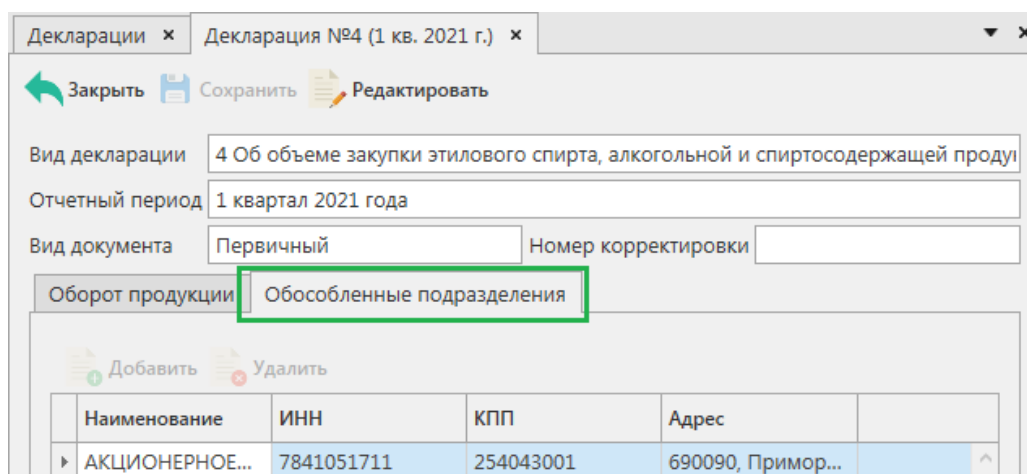 Декларации × Декларация №4 (1 кв. 2021 г.) ×
Закрыть Сохранить Редактировать
Вид декларации 4 Об объеме закупки этилового спирта, алкогольной и спиртосодержащей проду
Отчетный период 1 квартал 2021 года
Вид документа Первичный Номер корректировки
Оборот продукции Обособленные подразделения
Добавить Удалить
Наименование ИНН КПП Адрес
АКЦИОНЕРНОЕ... 7841051711 254043001 690090, Примор...